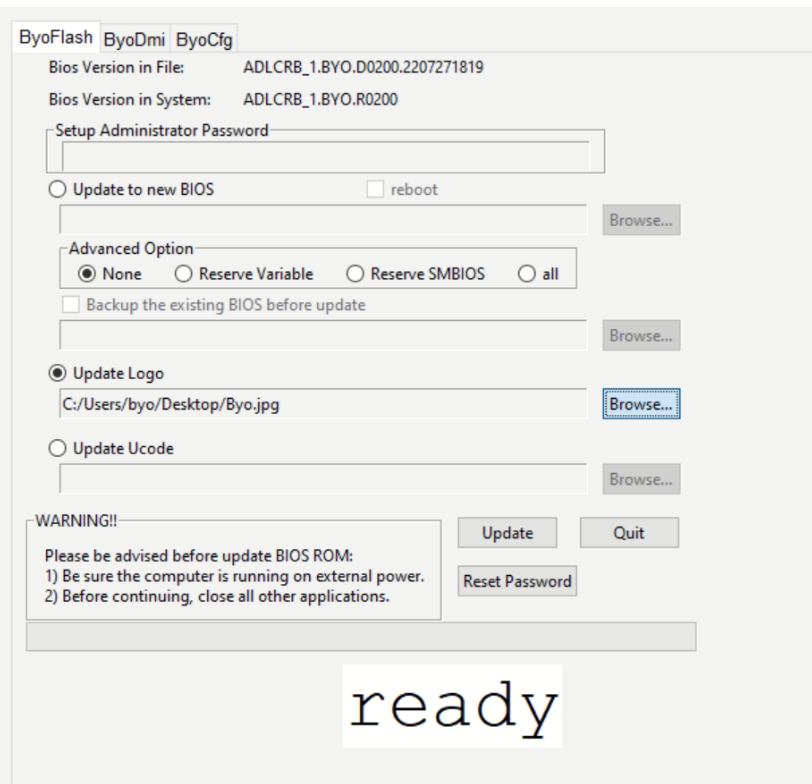 ByoFlash ByoDmi ByoCfg
Bios Version in File: ADLCRB_1.BYO.D0200.2207271819
Bios Version in System: ADLCRB_1.BYO.R0200
Setup Administrator Password
Update to new BIOS reboot
Browse...
Advanced Option
None Reserve Variable Reserve SMBIOS all
Backup the existing BIOS before update
Browse...
Update Logo
C:/Users/byo/Desktop/Byo.jpg Browse...
Update Ucode
Browse...
WARNING!!
Please be advised before update BIOS ROM:
1) Be sure the computer is running on external power.
2) Before continuing, close all other applications.
Update Quit
Reset Password
ready